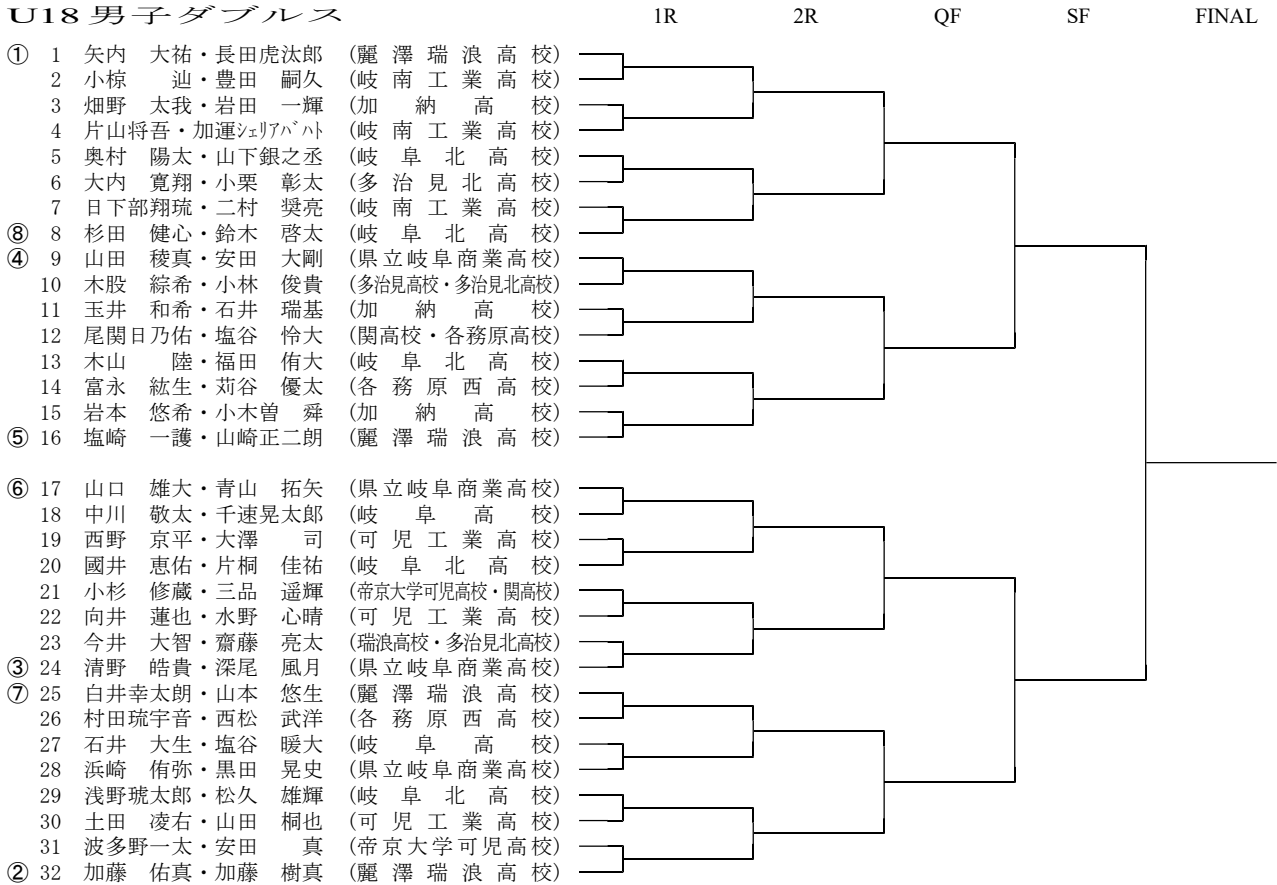 U18男子ダブルス 1R 2R QF SF FINAL
① 1 矢内 大祐・長田虎汰郎 (麗澤瑞浪高校)
2 小椋 辿・豊田 嗣久 (岐南工業高校)
3 畑野 太我・岩田 一輝 (加納高校)
4 片山将吾・加運ｼｪﾘｱﾊﾞﾊﾄ (岐南工業高校)
5 奥村 陽太・山下銀之丞 (岐阜北高校)
6 大内 寛翔・小栗 彰太 (多治見北高校)
7 日下部翔琉・二村 奨亮 (岐南工業高校)
⑧ 8 杉田 健心・鈴木 啓太 (岐阜北高校)
④ 9 山田 稜真・安田 大剛 (県立岐阜商業高校)
10 木股 綜希・小林 俊貴 (多治見高校・多治見北高校)
11 玉井 和希・石井 瑞基 (加納高校)
12 尾関日乃佑・塩谷 怜大 (関高校・各務原高校)
13 木山 陸・福田 侑大 (岐阜北高校)
14 富永 紘生・苅谷 優太 (各務原西高校)
15 岩本 悠希・小木曽 舜 (加納高校)
⑤ 16 塩崎 一護・山崎正二朗 (麗澤瑞浪高校)
⑥ 17 山口 雄大・青山 拓矢 (県立岐阜商業高校)
18 中川 敬太・千速晃太郎 (岐阜高校)
19 西野 京平・大澤 司 (可児工業高校)
20 國井 恵佑・片桐 佳祐 (岐阜北高校)
21 小杉 修蔵・三品 遥輝 (帝京大学可児高校・関高校)
22 向井 蓮也・水野 心晴 (可児工業高校)
23 今井 大智・齋藤 亮太 (瑞浪高校・多治見北高校)
③ 24 清野 皓貴・深尾 風月 (県立岐阜商業高校)
⑦ 25 白井幸太朗・山本 悠生 (麗澤瑞浪高校)
26 村田琉宇音・西松 武洋 (各務原西高校)
27 石井 大生・塩谷 暖大 (岐阜高校)
28 浜崎 侑弥・黒田 晃史 (県立岐阜商業高校)
29 浅野琥太郎・松久 雄輝 (岐阜北高校)
30 土田 凌右・山田 桐也 (可児工業高校)
31 波多野一太・安田 真 (帝京大学可児高校)
② 32 加藤 佑真・加藤 樹真 (麗澤瑞浪高校)